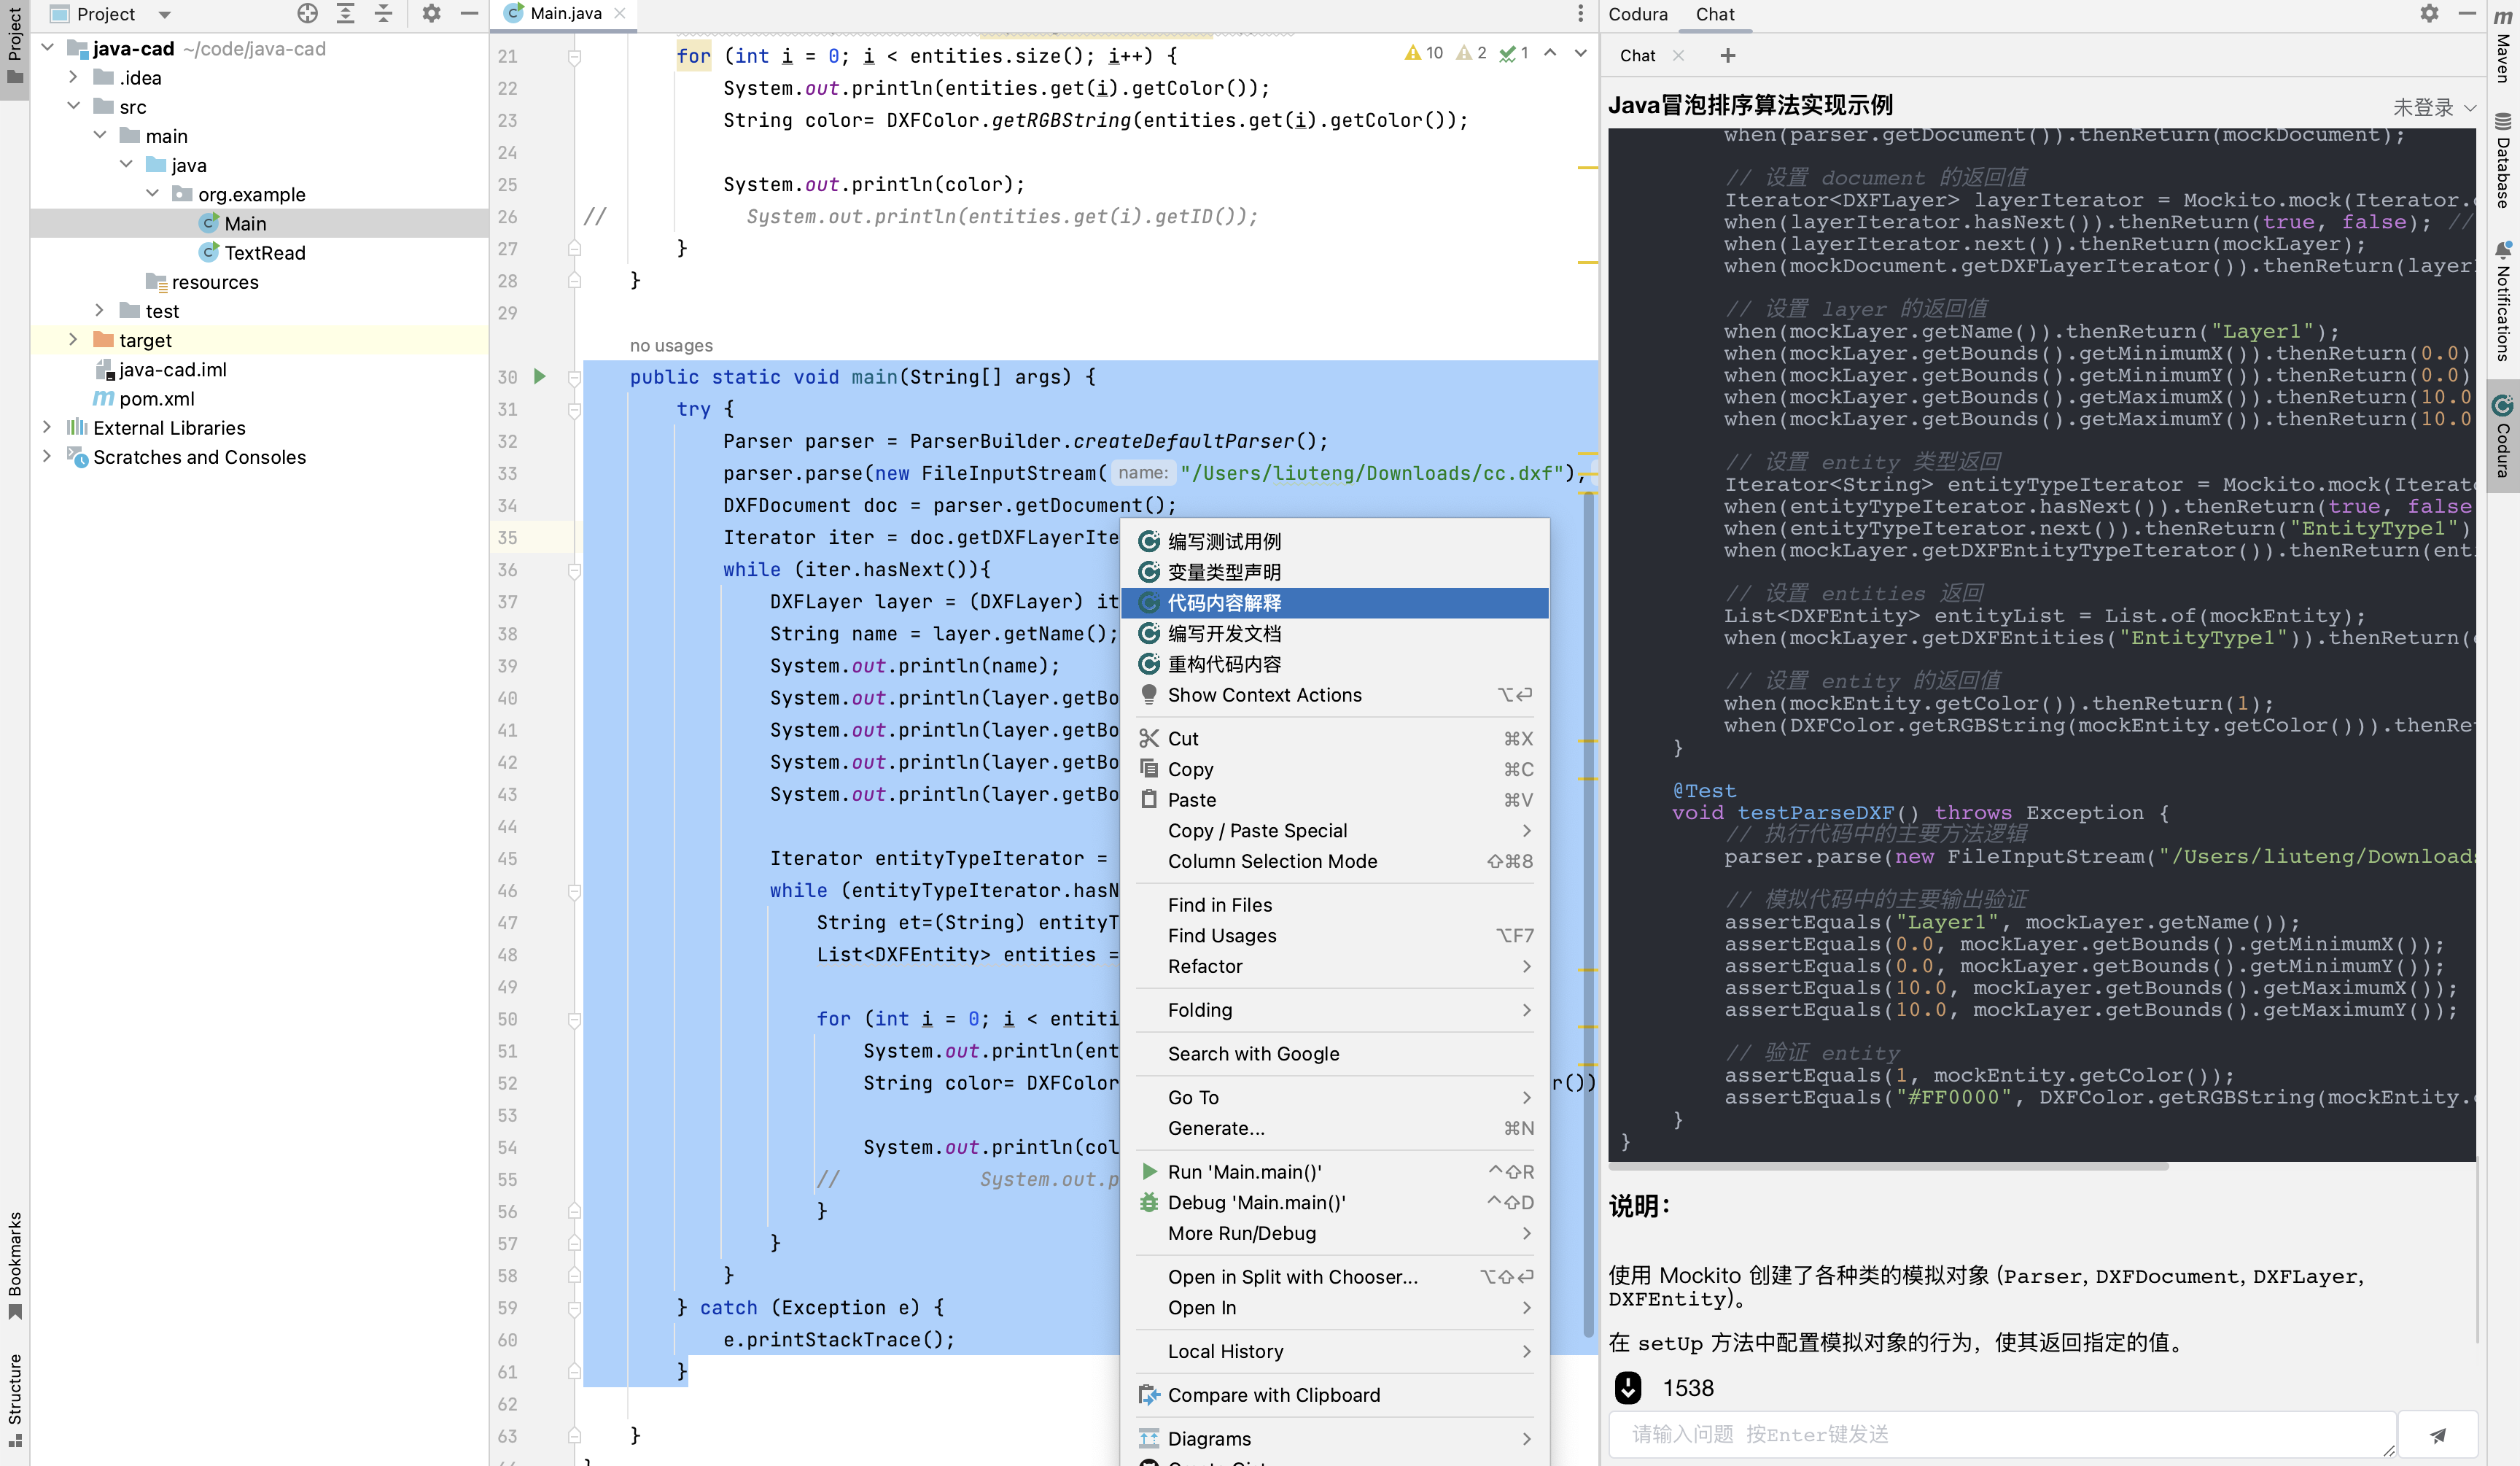 Project
java-cad ~/code/java-cad
.idea
src
main
java
org.example
Main
TextRead
resources
test
target
java-cad.iml
pom.xml
External Libraries
Scratches and Consoles
Project
Bookmarks
Structure
Main.java
10 2 1
21 for (int i = 0; i < entities.size(); i++) {
22 System.out.println(entities.get(i).getColor());
23 String color= DXFColor.getRGBString(entities.get(i).getColor());
24
25 System.out.println(color);
26 // System.out.println(entities.get(i).getID());
27 }
28 }
29
no usages
30 public static void main(String[] args) {
31 try {
32 Parser parser = ParserBuilder.createDefaultParser();
33 parser.parse(new FileInputStream( name: "/Users/liuteng/Downloads/cc.dxf"),
34 DXFDocument doc = parser.getDocument();
35 Iterator iter = doc.getDXFLayerIte
36 while (iter.hasNext()){
37 DXFLayer layer = (DXFLayer) it
38 String name = layer.getName();
39 System.out.println(name);
40 System.out.println(layer.getBo
41 System.out.println(layer.getBo
42 System.out.println(layer.getBo
43 System.out.println(layer.getBo
44
45 Iterator entityTypeIterator =
46 while (entityTypeIterator.hasN
47 String et=(String) entityT
48 List<DXFEntity> entities =
49
50 for (int i = 0; i < entiti
51 System.out.println(ent
52 String color= DXFColor r())
53
54 System.out.println(col
55 // System.out.p
56 }
57 }
58 }
59 } catch (Exception e) {
60 e.printStackTrace();
61 }
62
63 }
编写测试用例
变量类型声明
代码内容解释
编写开发文档
重构代码内容
Show Context Actions ⌥⏎
Cut ⌘X
Copy ⌘C
Paste ⌘V
Copy / Paste Special
Column Selection Mode ⇧⌘8
Find in Files
Find Usages ⌥F7
Refactor
Folding
Search with Google
Go To
Generate... ⌘N
Run 'Main.main()' ^⇧R
Debug 'Main.main()' ^⇧D
More Run/Debug
Open in Split with Chooser... ⌥⇧⏎
Open In
Local History
Compare with Clipboard
Diagrams
Codura Chat
Chat
Java冒泡排序算法实现示例 未登录
when(parser.getDocument()).thenReturn(mockDocument);
// 设置 document 的返回值
Iterator<DXFLayer> layerIterator = Mockito.mock(Iterator.
when(layerIterator.hasNext()).thenReturn(true, false); //
when(layerIterator.next()).thenReturn(mockLayer);
when(mockDocument.getDXFLayerIterator()).thenReturn(layer
// 设置 layer 的返回值
when(mockLayer.getName()).thenReturn("Layer1");
when(mockLayer.getBounds().getMinimumX()).thenReturn(0.0)
when(mockLayer.getBounds().getMinimumY()).thenReturn(0.0)
when(mockLayer.getBounds().getMaximumX()).thenReturn(10.0
when(mockLayer.getBounds().getMaximumY()).thenReturn(10.0
// 设置 entity 类型返回
Iterator<String> entityTypeIterator = Mockito.mock(Iterat
when(entityTypeIterator.hasNext()).thenReturn(true, false
when(entityTypeIterator.next()).thenReturn("EntityType1")
when(mockLayer.getDXFEntityTypeIterator()).thenReturn(ent
// 设置 entities 返回
List<DXFEntity> entityList = List.of(mockEntity);
when(mockLayer.getDXFEntities("EntityType1")).thenReturn(
// 设置 entity 的返回值
when(mockEntity.getColor()).thenReturn(1);
when(DXFColor.getRGBString(mockEntity.getColor())).thenRe
}
@Test
void testParseDXF() throws Exception {
// 执行代码中的主要方法逻辑
parser.parse(new FileInputStream("/Users/liuteng/Download
// 模拟代码中的主要输出验证
assertEquals("Layer1", mockLayer.getName());
assertEquals(0.0, mockLayer.getBounds().getMinimumX());
assertEquals(0.0, mockLayer.getBounds().getMinimumY());
assertEquals(10.0, mockLayer.getBounds().getMaximumX());
assertEquals(10.0, mockLayer.getBounds().getMaximumY());
// 验证 entity
assertEquals(1, mockEntity.getColor());
assertEquals("#FF0000", DXFColor.getRGBString(mockEntity.
}
}
说明：
使用 Mockito 创建了各种类的模拟对象 (Parser, DXFDocument, DXFLayer,
DXFEntity)。
在 setUp 方法中配置模拟对象的行为，使其返回指定的值。
1538
请输入问题 按Enter键发送
Maven
Database
Notifications
Codura